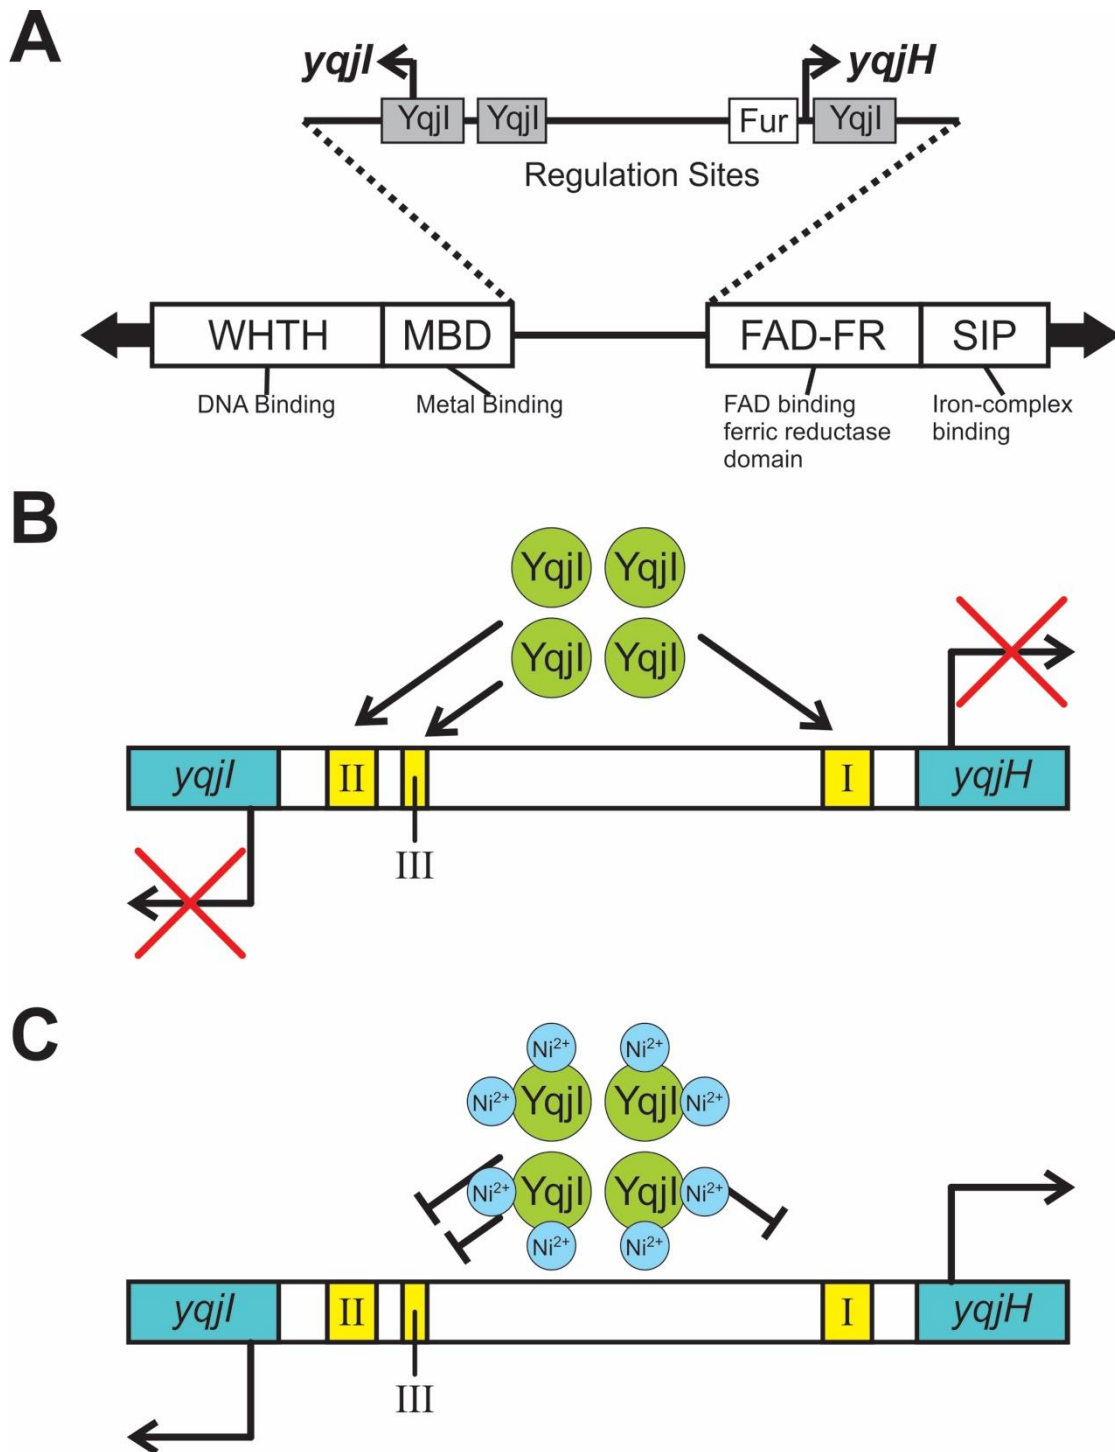 A
yqjI yqjH
YqjI YqjI Fur YqjI
Regulation Sites
WHTH MBD FAD-FR SIP
DNA Binding Metal Binding FAD binding Iron-complex
ferric reductase binding
domain
B
YqjI YqjI
YqjI YqjI
yqjI II I yqjH
III
C
Ni²⁺ Ni²⁺
Ni²⁺ YqjI YqjI Ni²⁺
Ni²⁺ YqjI YqjI Ni²⁺
Ni²⁺ Ni²⁺
yqjI II I yqjH
III